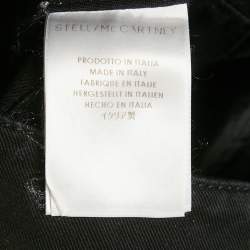 STELLA McCARTNEY
PRODOTTO IN ITALIA
MADE IN ITALY
FABRIQUE EN ITALIE
HERGESTELLT IN ITALIEN
HECHO EN ITALIA
イタリア製